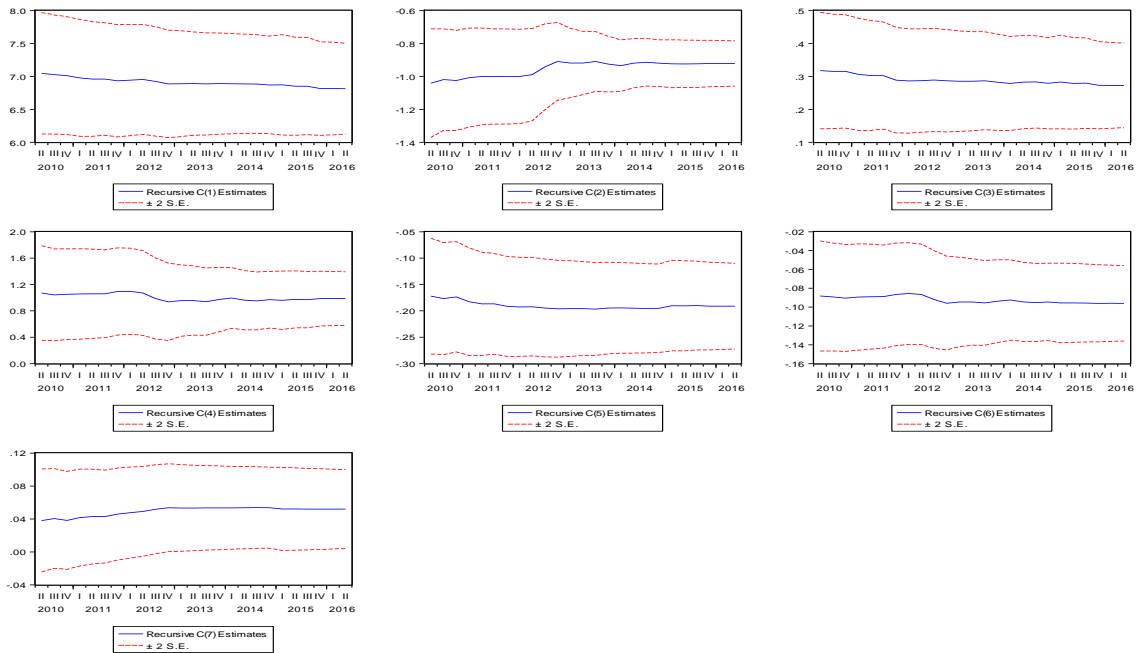 8.0
7.5
7.0
6.5
6.0
II III IV I II III IV I II III IV I II III IV I II III IV I II III IV I II
2010 2011 2012 2013 2014 2015 2016
Recursive C(1) Estimates
± 2 S.E.
-0.6
-0.8
-1.0
-1.2
-1.4
II III IV I II III IV I II III IV I II III IV I II III IV I II III IV I II
2010 2011 2012 2013 2014 2015 2016
Recursive C(2) Estimates
± 2 S.E.
.5
.4
.3
.2
.1
II III IV I II III IV I II III IV I II III IV I II III IV I II III IV I II
2010 2011 2012 2013 2014 2015 2016
Recursive C(3) Estimates
± 2 S.E.
2.0
1.6
1.2
0.8
0.4
0.0
II III IV I II III IV I II III IV I II III IV I II III IV I II III IV I II
2010 2011 2012 2013 2014 2015 2016
Recursive C(4) Estimates
± 2 S.E.
-.05
-.10
-.15
-.20
-.25
-.30
II III IV I II III IV I II III IV I II III IV I II III IV I II III IV I II
2010 2011 2012 2013 2014 2015 2016
Recursive C(5) Estimates
± 2 S.E.
-.02
-.04
-.06
-.08
-.10
-.12
-.14
-.16
II III IV I II III IV I II III IV I II III IV I II III IV I II III IV I II
2010 2011 2012 2013 2014 2015 2016
Recursive C(6) Estimates
± 2 S.E.
.12
.08
.04
.00
-.04
II III IV I II III IV I II III IV I II III IV I II III IV I II III IV I II
2010 2011 2012 2013 2014 2015 2016
Recursive C(7) Estimates
± 2 S.E.